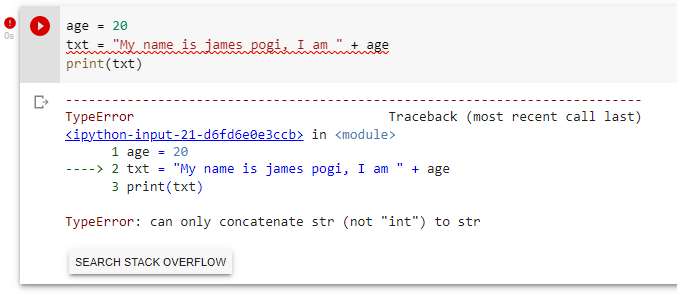 age = 20
0s
txt = "My name is james pogi, I am " + age
print(txt)
---------------------------------------------------------------------------
TypeError                                 Traceback (most recent call last)
<ipython-input-21-d6fd6e0e3ccb> in <module>
      1 age = 20
----> 2 txt = "My name is james pogi, I am " + age
      3 print(txt)
TypeError: can only concatenate str (not "int") to str
SEARCH STACK OVERFLOW